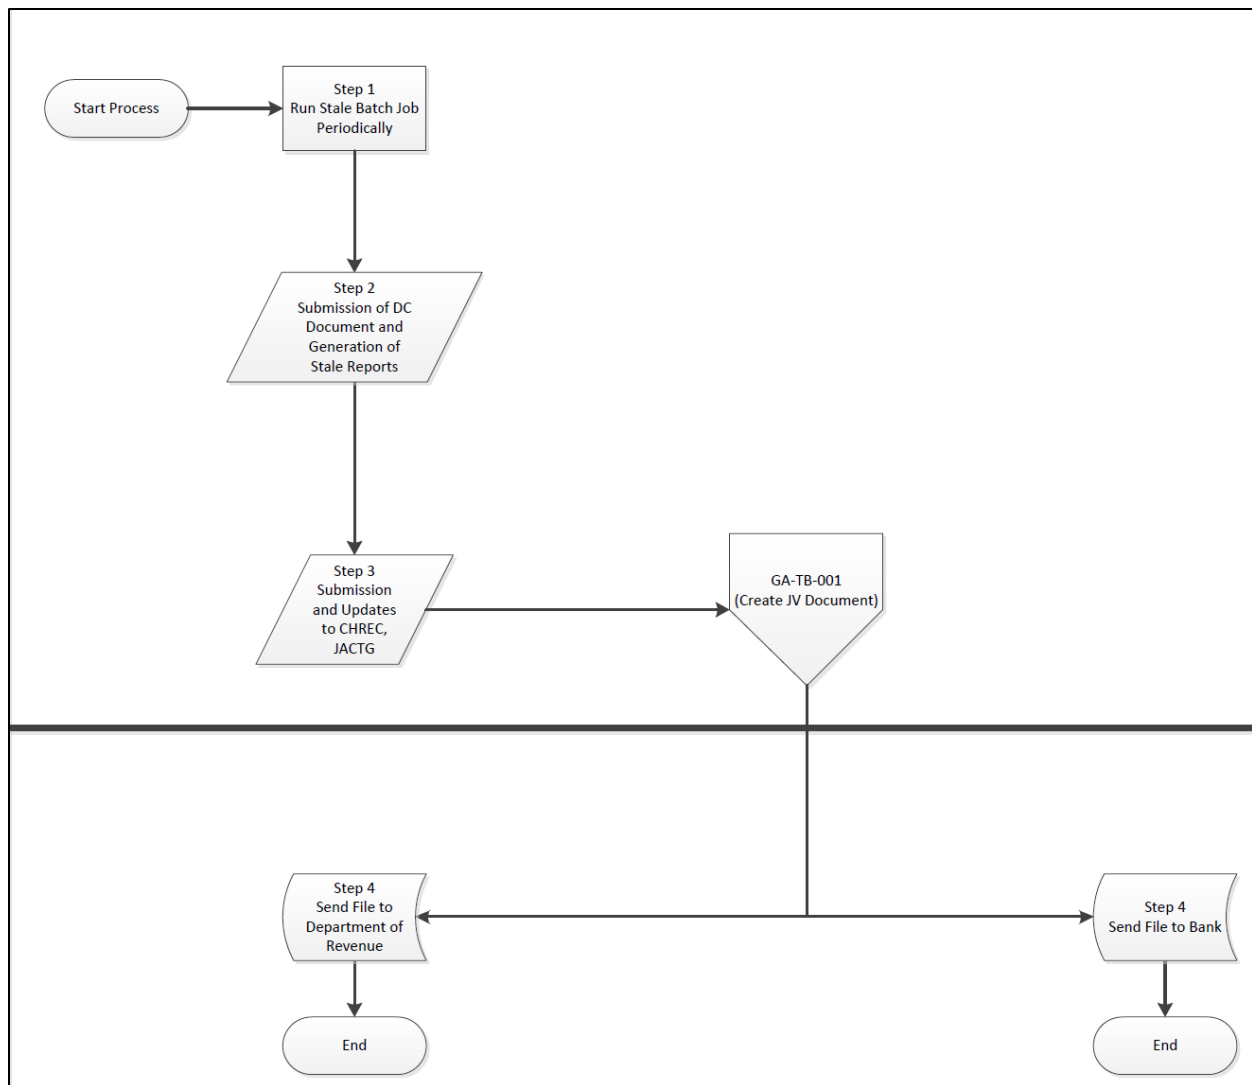 Start Process
Step 1
Run Stale Batch Job
Periodically
Step 2
Submission of DC
Document and
Generation of
Stale Reports
Step 3
Submission
and Updates
to CHREC,
JACTG
GA-TB-001
(Create JV Document)
Step 4
Send File to
Department of
Revenue
Step 4
Send File to Bank
End
End